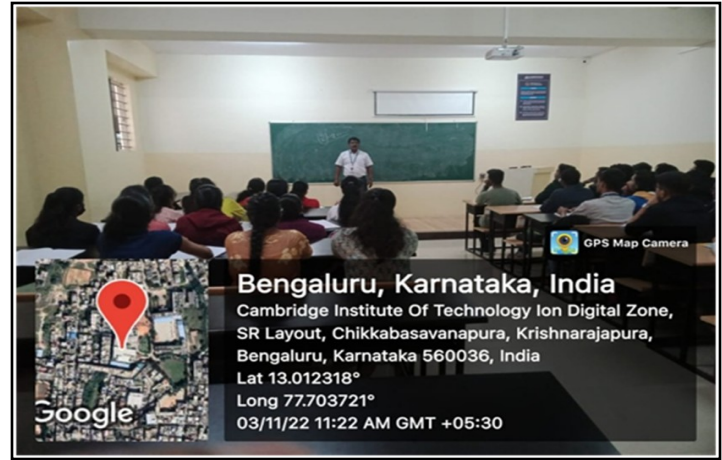 GPS Map Camera
Bengaluru, Karnataka, India
Cambridge Institute Of Technology Ion Digital Zone,
SR Layout, Chikkabasavanapura, Krishnarajapura,
Bengaluru, Karnataka 560036, India
Lat 13.012318°
Long 77.703721°
03/11/22 11:22 AM GMT +05:30
Google